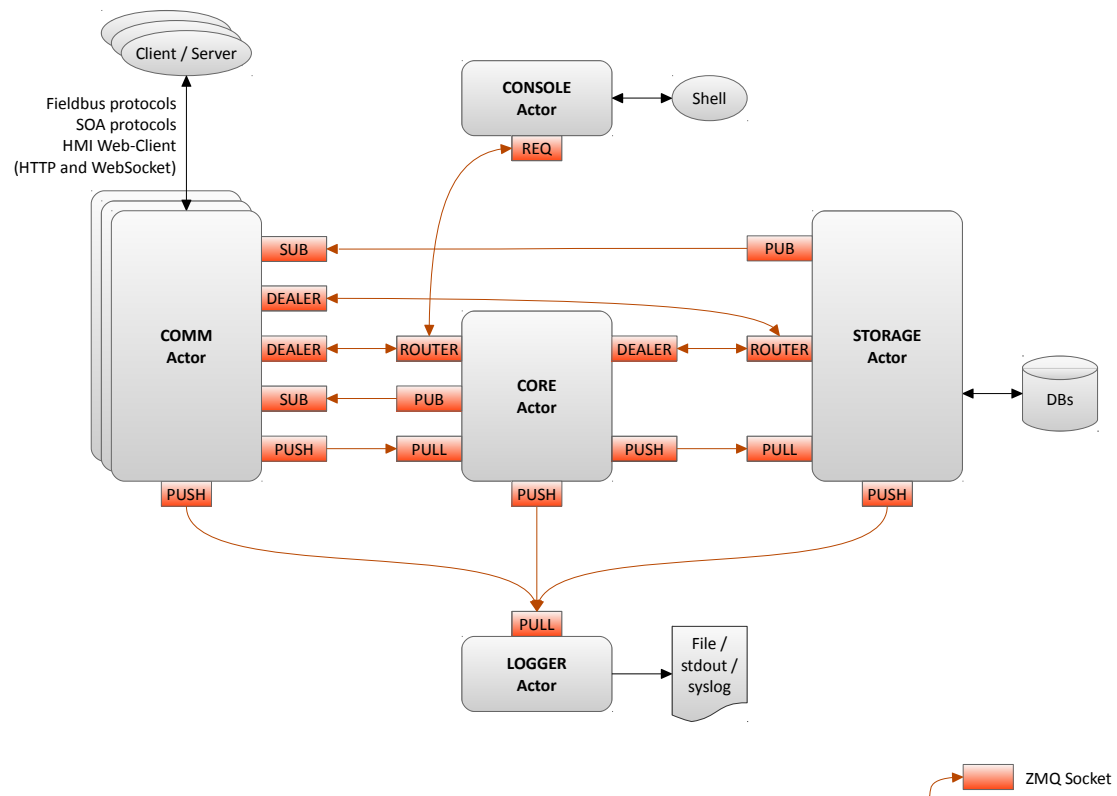 Client / Server
Fieldbus protocols
SOA protocols
HMI Web-Client
(HTTP and WebSocket)
CONSOLE
Actor
Shell
REQ
SUB
PUB
DEALER
COMM
Actor
DEALER
ROUTER
DEALER
ROUTER
STORAGE
Actor
CORE
Actor
SUB
PUB
DBs
PUSH
PULL
PUSH
PULL
PUSH
PUSH
PUSH
PULL
LOGGER
Actor
File /
stdout /
syslog
ZMQ Socket